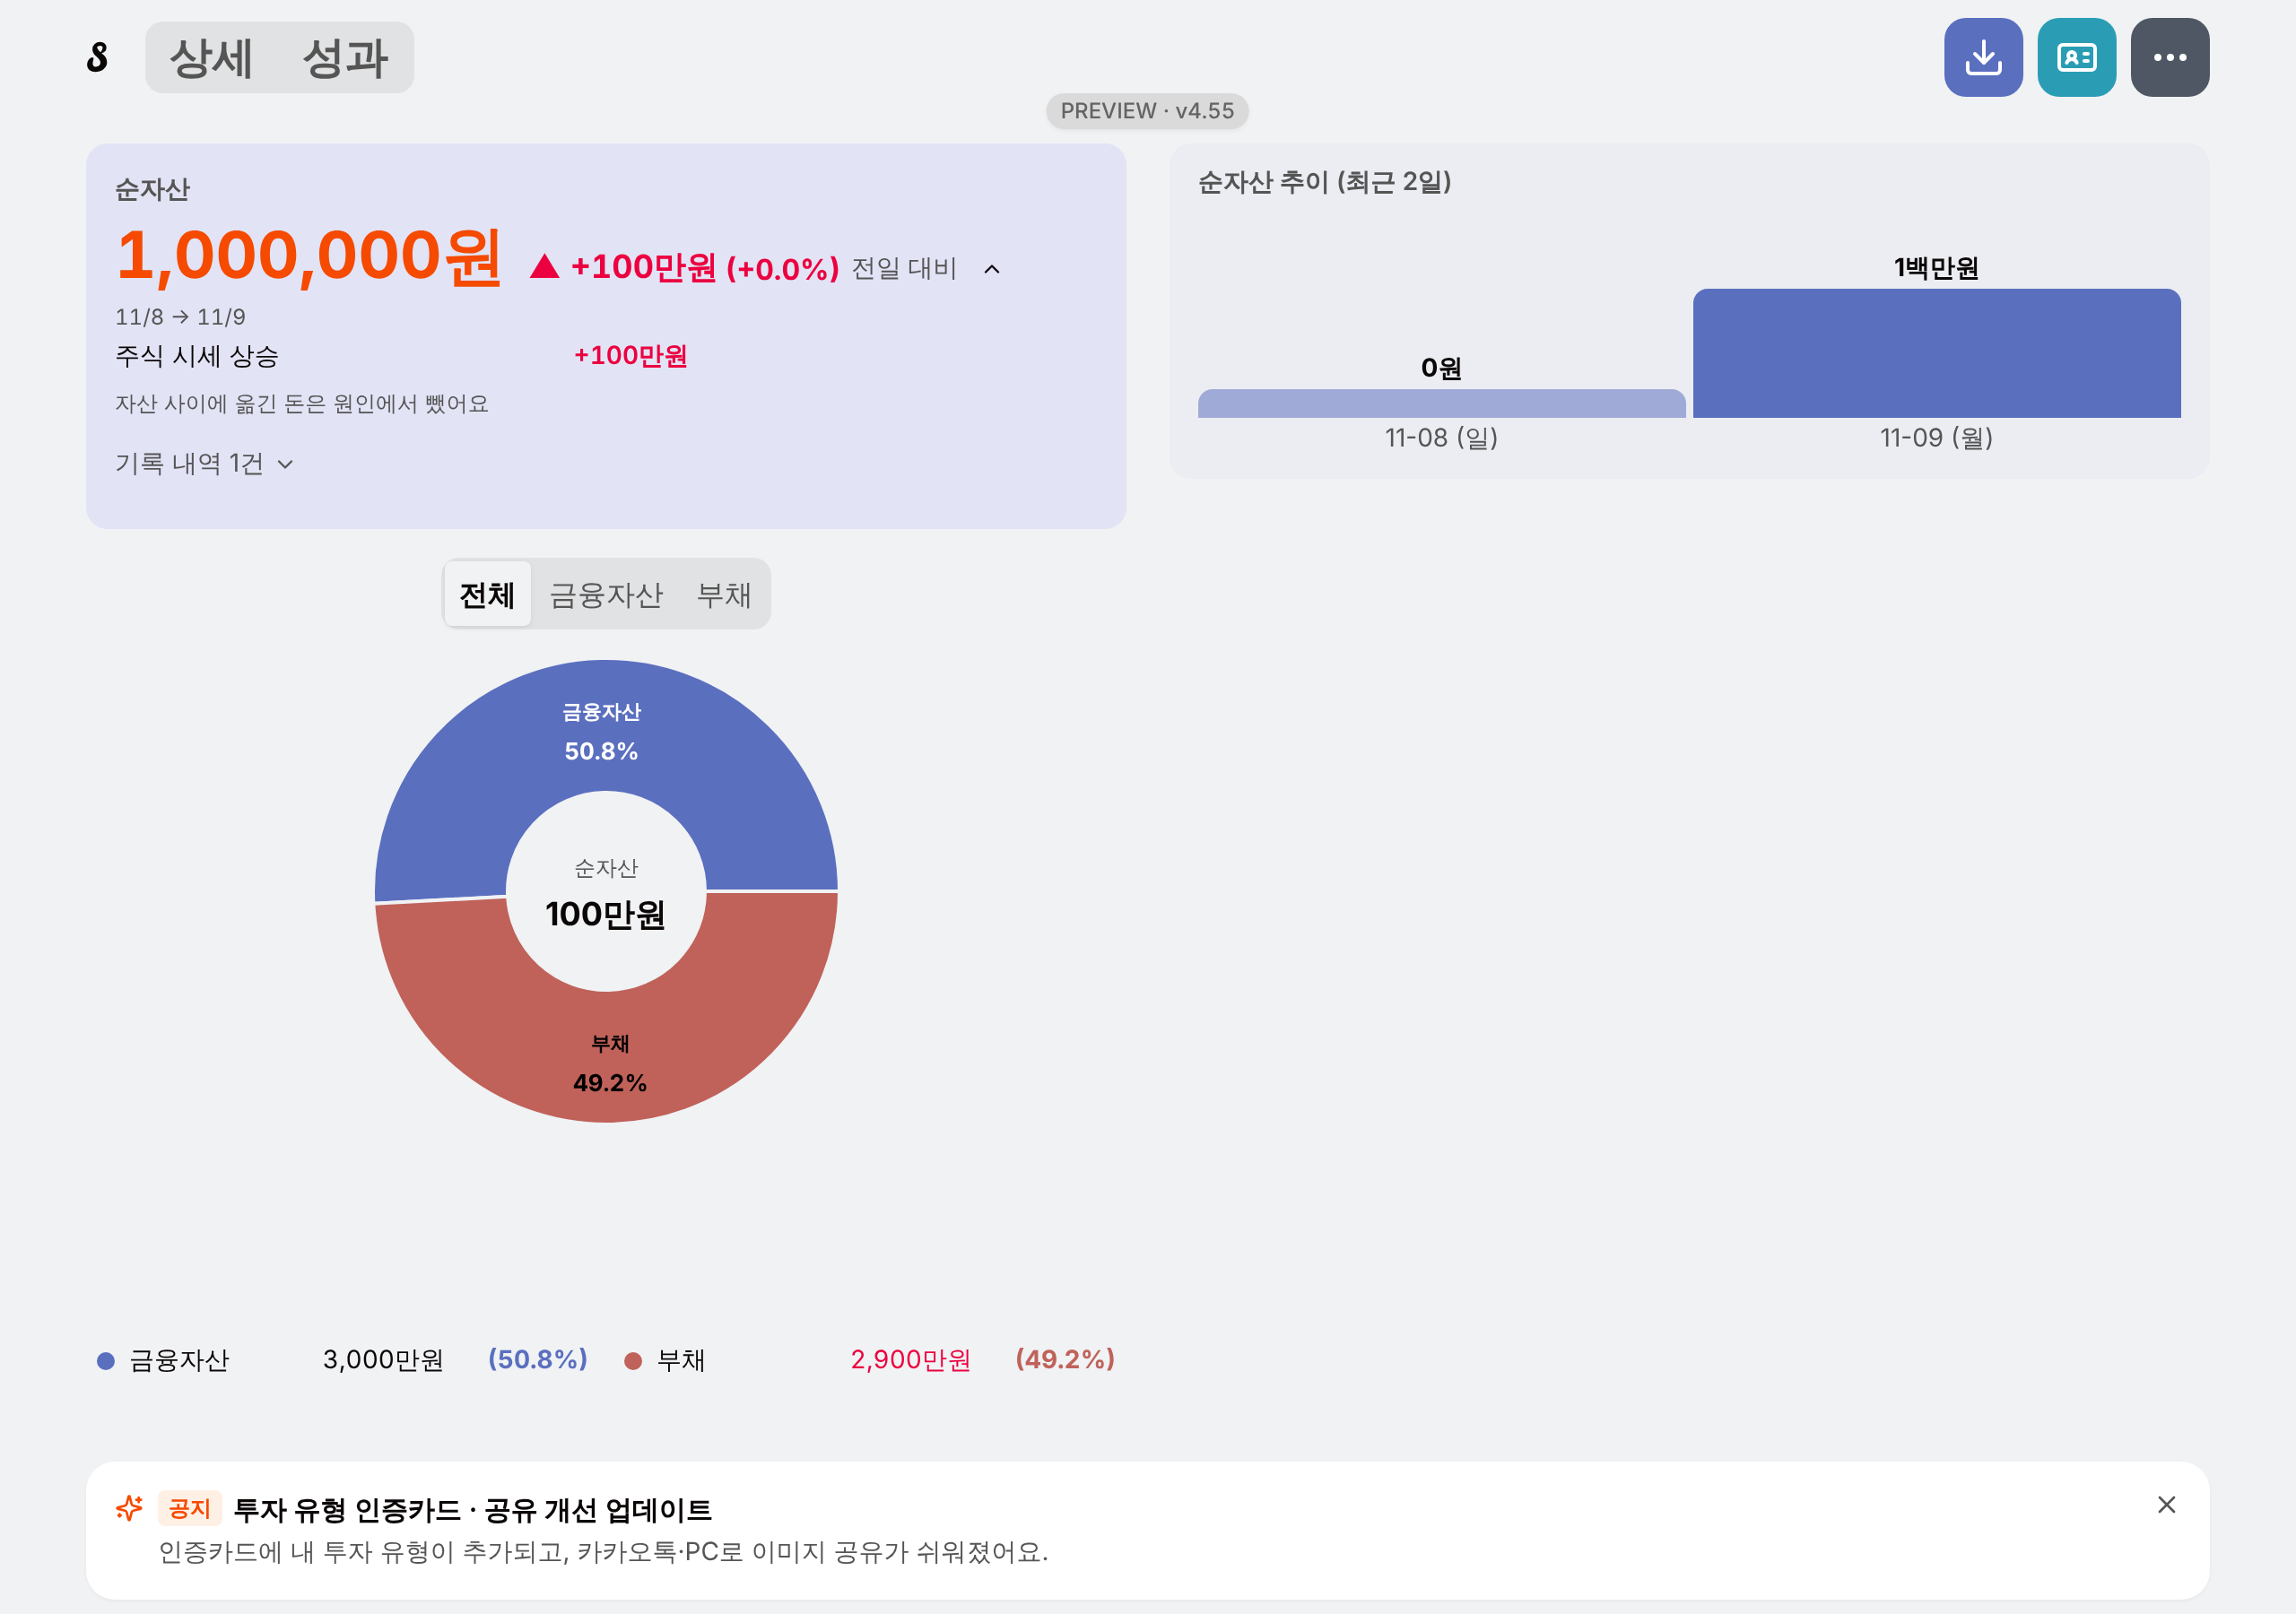 S
상세 성과
PREVIEW · v4.55
순자산
1,000,000원 ▲ +100만원 (+0.0%) 전일 대비
11/8 → 11/9
주식 시세 상승 +100만원
자산 사이에 옮긴 돈은 원인에서 뺐어요
기록 내역 1건
순자산 추이 (최근 2일)
1백만원
0원
11-08 (일) 11-09 (월)
전체 금융자산 부채
금융자산
50.8%
순자산
100만원
부채
49.2%
금융자산 3,000만원 (50.8%) 부채 2,900만원 (49.2%)
공지 투자 유형 인증카드 · 공유 개선 업데이트
인증카드에 내 투자 유형이 추가되고, 카카오톡·PC로 이미지 공유가 쉬워졌어요.